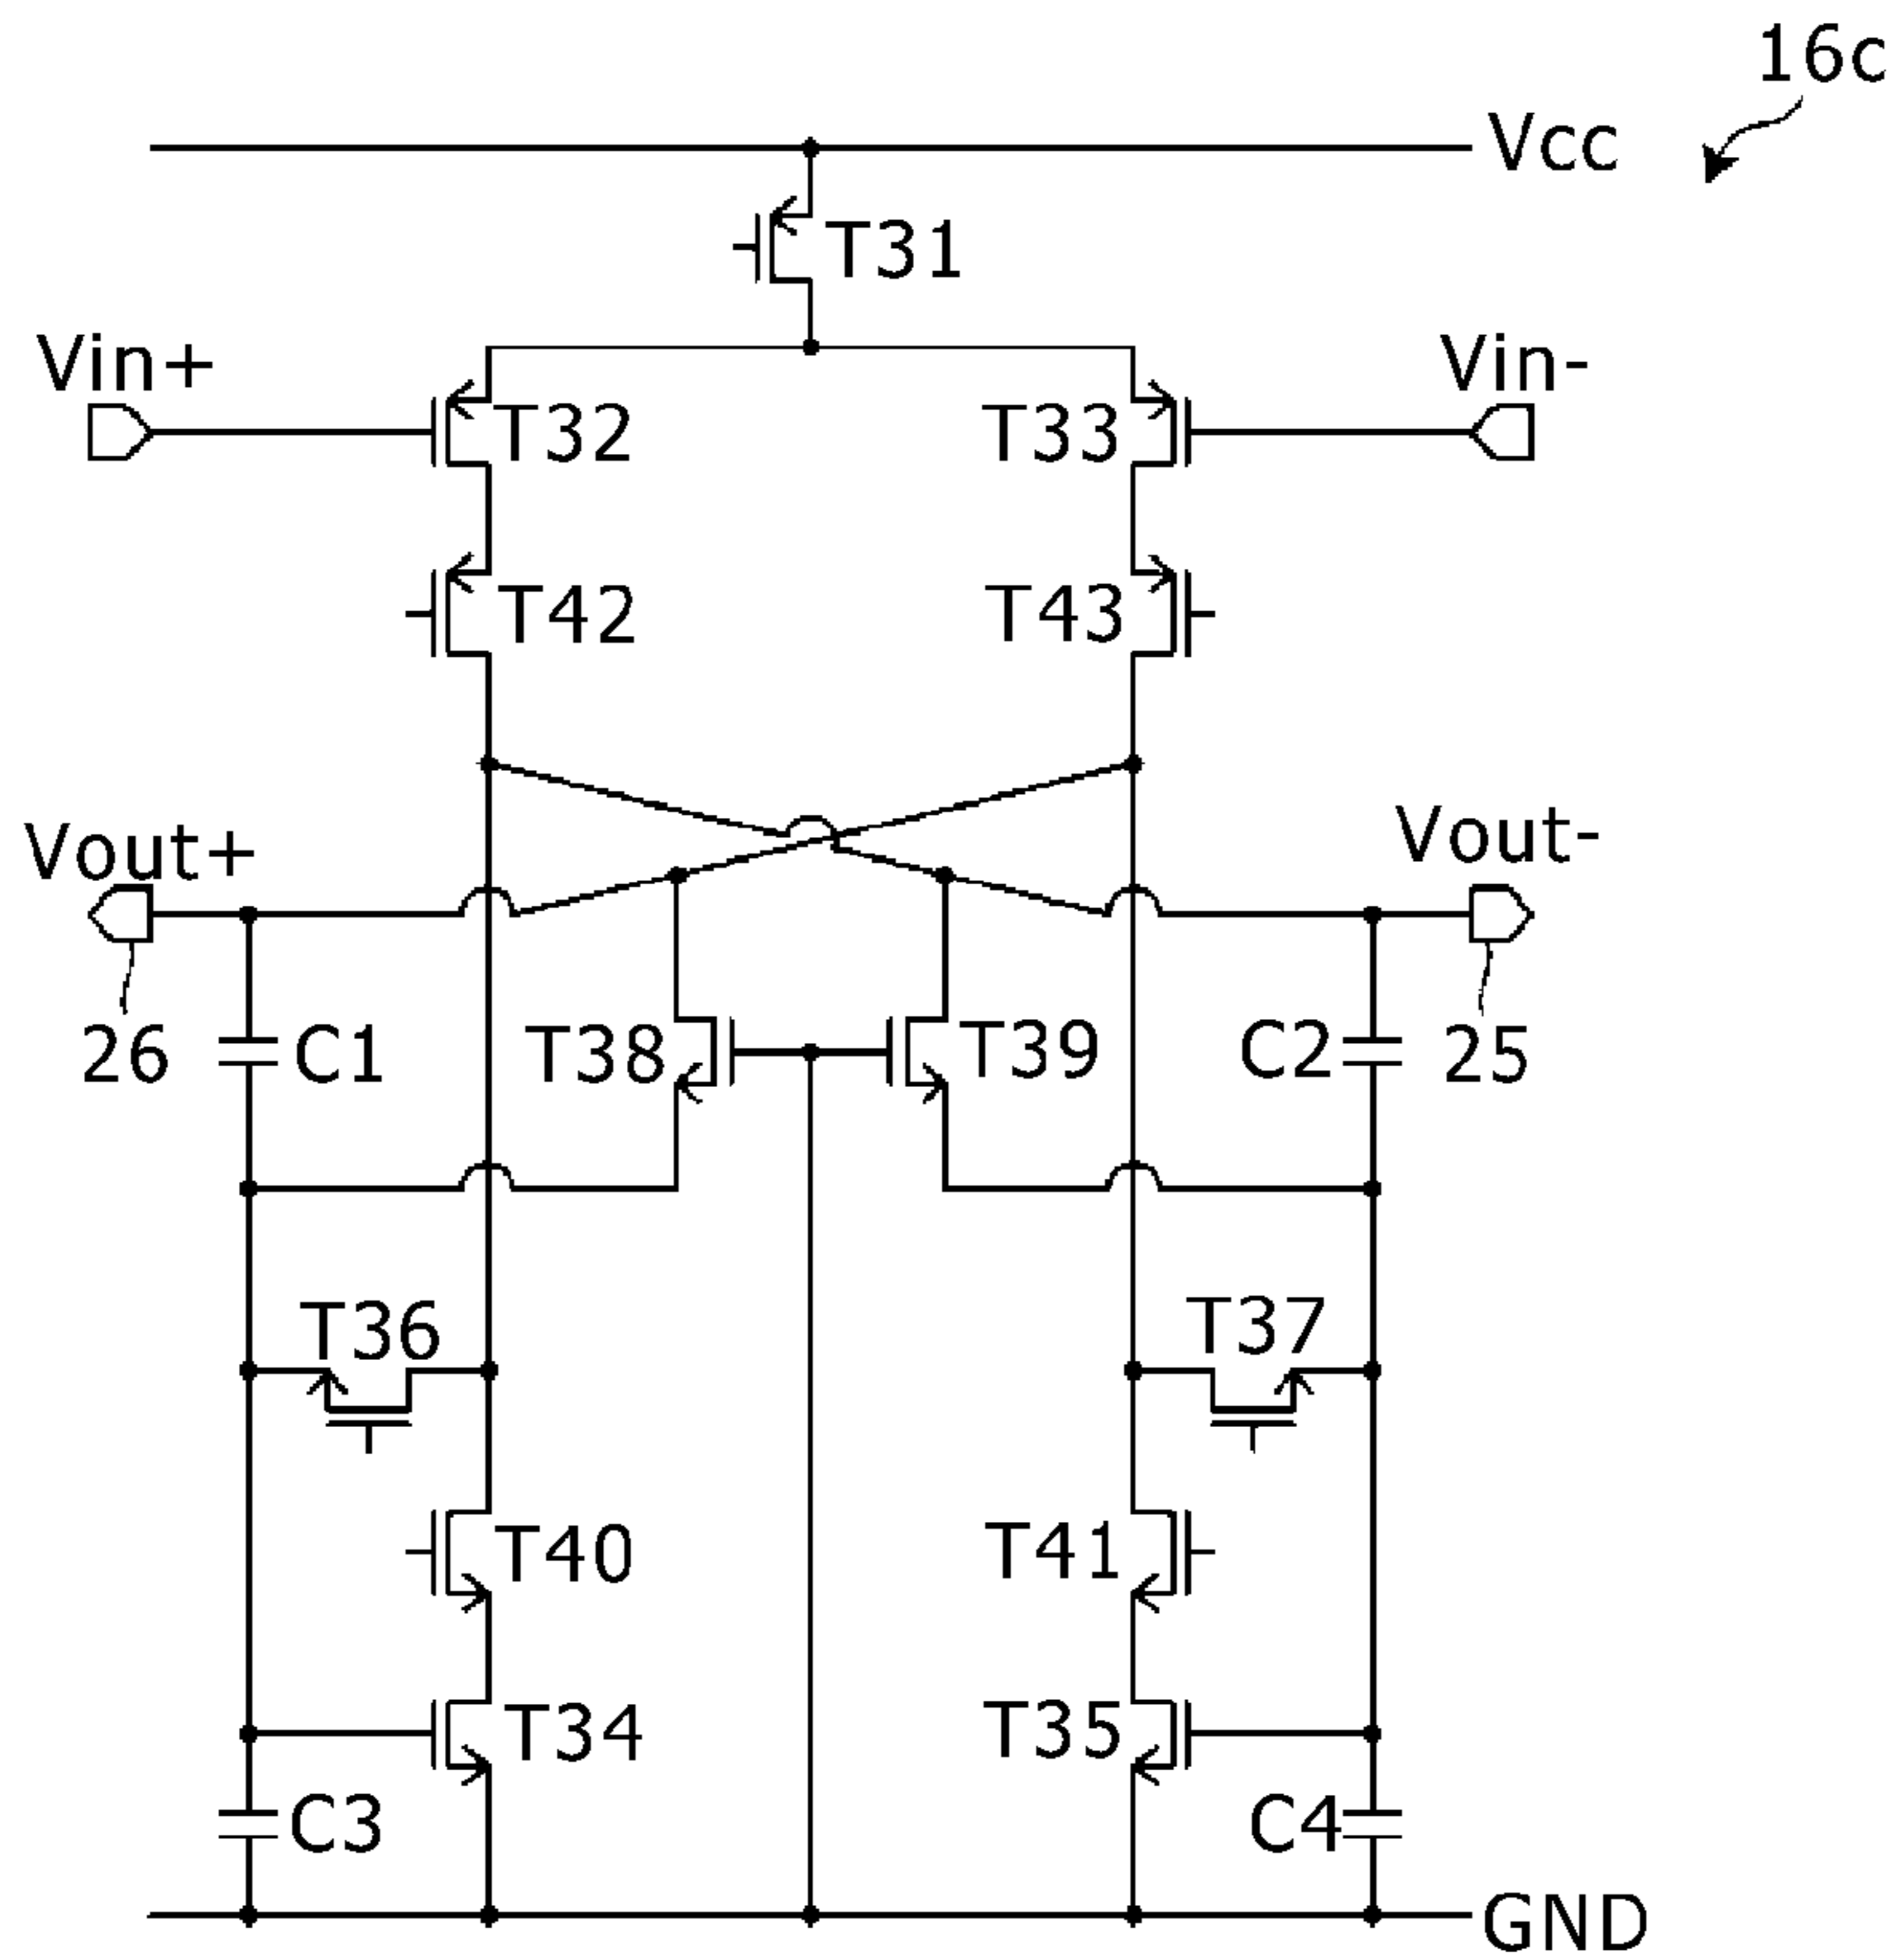 16c
Vcc
T31
Vin+
Vin-
T32
T33
T42
T43
Vout+
Vout-
26
C1
T38
T39
C2
25
T36
T37
T40
T41
T34
T35
C3
C4
GND